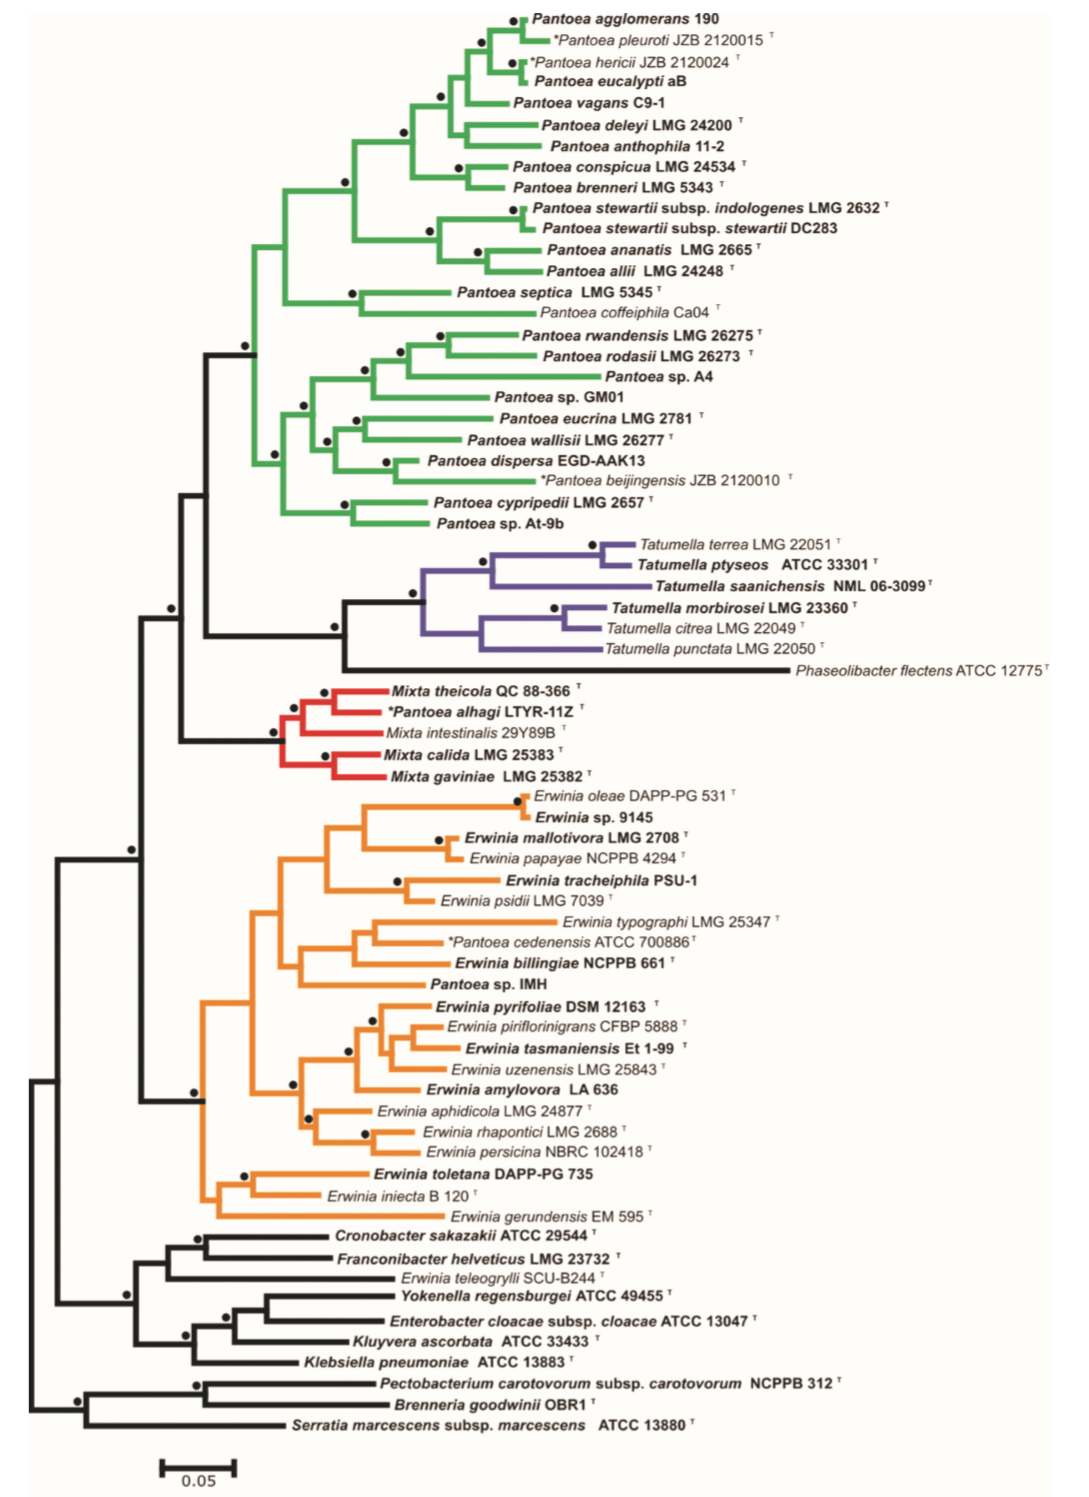 Pantoea agglomerans 190
*Pantoea pleuroti JZB 2120015 T
*Pantoea hericii JZB 2120024 T
Pantoea eucalypti aB
Pantoea vagans C9-1
Pantoea deleyi LMG 24200 T
Pantoea anthophila 11-2
Pantoea conspicua LMG 24534 T
Pantoea brenneri LMG 5343 T
Pantoea stewartii subsp. indologenes LMG 2632 T
Pantoea stewartii subsp. stewartii DC283
Pantoea ananatis LMG 2665 T
Pantoea allii LMG 24248 T
Pantoea septica LMG 5345 T
Pantoea coffeiphila Ca04 T
Pantoea rwandensis LMG 26275 T
Pantoea rodasii LMG 26273 T
Pantoea sp. A4
Pantoea sp. GM01
Pantoea eucrina LMG 2781 T
Pantoea wallisii LMG 26277 T
Pantoea dispersa EGD-AAK13
*Pantoea beijingensis JZB 2120010 T
Pantoea cypripedii LMG 2657 T
Pantoea sp. At-9b
Tatumella terrea LMG 22051 T
Tatumella ptyseos ATCC 33301 T
Tatumella saanichensis NML 06-3099 T
Tatumella morbirosei LMG 23360 T
Tatumella citrea LMG 22049 T
Tatumella punctata LMG 22050 T
Phaseolibacter flectens ATCC 12775 T
Mixta theicola QC 88-366 T
*Pantoea alhagi LTYR-11Z T
Mixta intestinalis 29Y89B T
Mixta calida LMG 25383 T
Mixta gaviniae LMG 25382 T
Erwinia oleae DAPP-PG 531 T
Erwinia sp. 9145
Erwinia mallotivora LMG 2708 T
Erwinia papayae NCPPB 4294 T
Erwinia tracheiphila PSU-1
Erwinia psidii LMG 7039 T
Erwinia typographi LMG 25347 T
*Pantoea cedenensis ATCC 700886 T
Erwinia billingiae NCPPB 661 T
Pantoea sp. IMH
Erwinia pyrifoliae DSM 12163 T
Erwinia piriflorinigrans CFBP 5888 T
Erwinia tasmaniensis Et 1-99 T
Erwinia uzenensis LMG 25843 T
Erwinia amylovora LA 636
Erwinia aphidicola LMG 24877 T
Erwinia rhapontici LMG 2688 T
Erwinia persicina NBRC 102418 T
Erwinia toletana DAPP-PG 735
Erwinia iniecta B 120 T
Erwinia gerundensis EM 595 T
Cronobacter sakazakii ATCC 29544 T
Franconibacter helveticus LMG 23732 T
Erwinia teleogrylli SCU-B244 T
Yokenella regensburgei ATCC 49455 T
Enterobacter cloacae subsp. cloacae ATCC 13047 T
Kluyvera ascorbata ATCC 33433 T
Klebsiella pneumoniae ATCC 13883 T
Pectobacterium carotovorum subsp. carotovorum NCPPB 312 T
Brenneria goodwinii OBR1 T
Serratia marcescens subsp. marcescens ATCC 13880 T
0.05